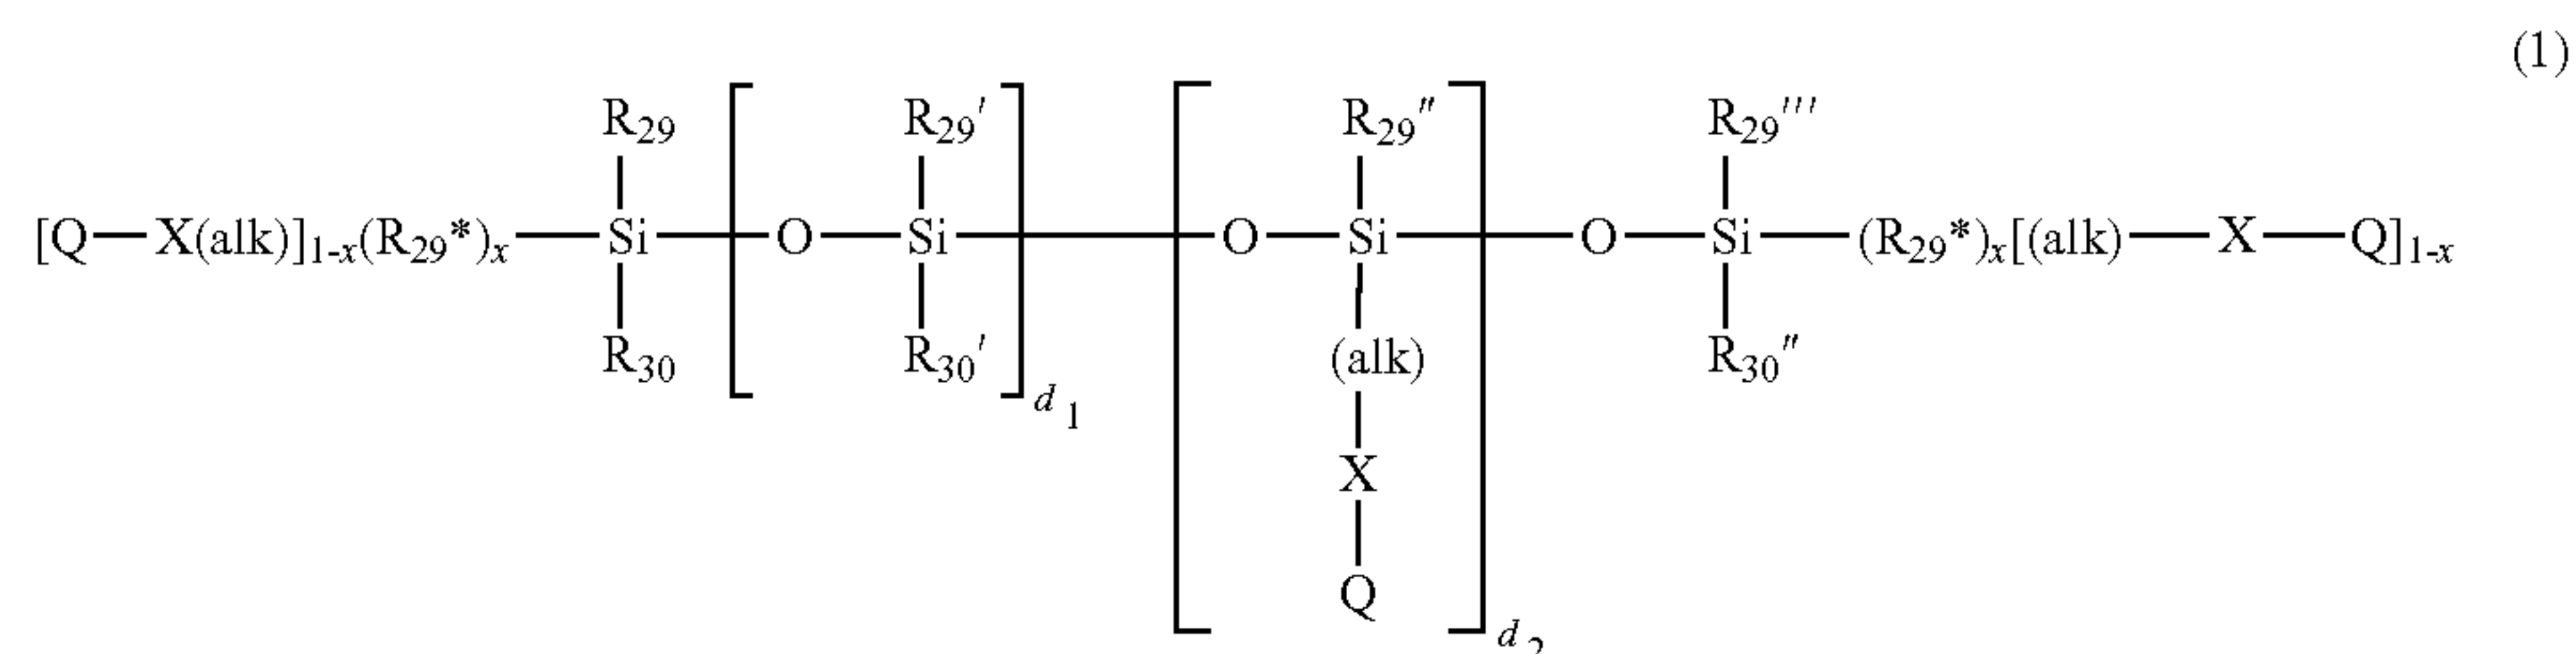 (1)
R29 R29′ R29″ R29‴
[Q—X(alk)]1-x(R29*)x—Si—O—Si—O—Si—O—Si—(R29*)x[(alk)—X—Q]1-x
R30 R30′ (alk) R30″
d1
X
Q
d2